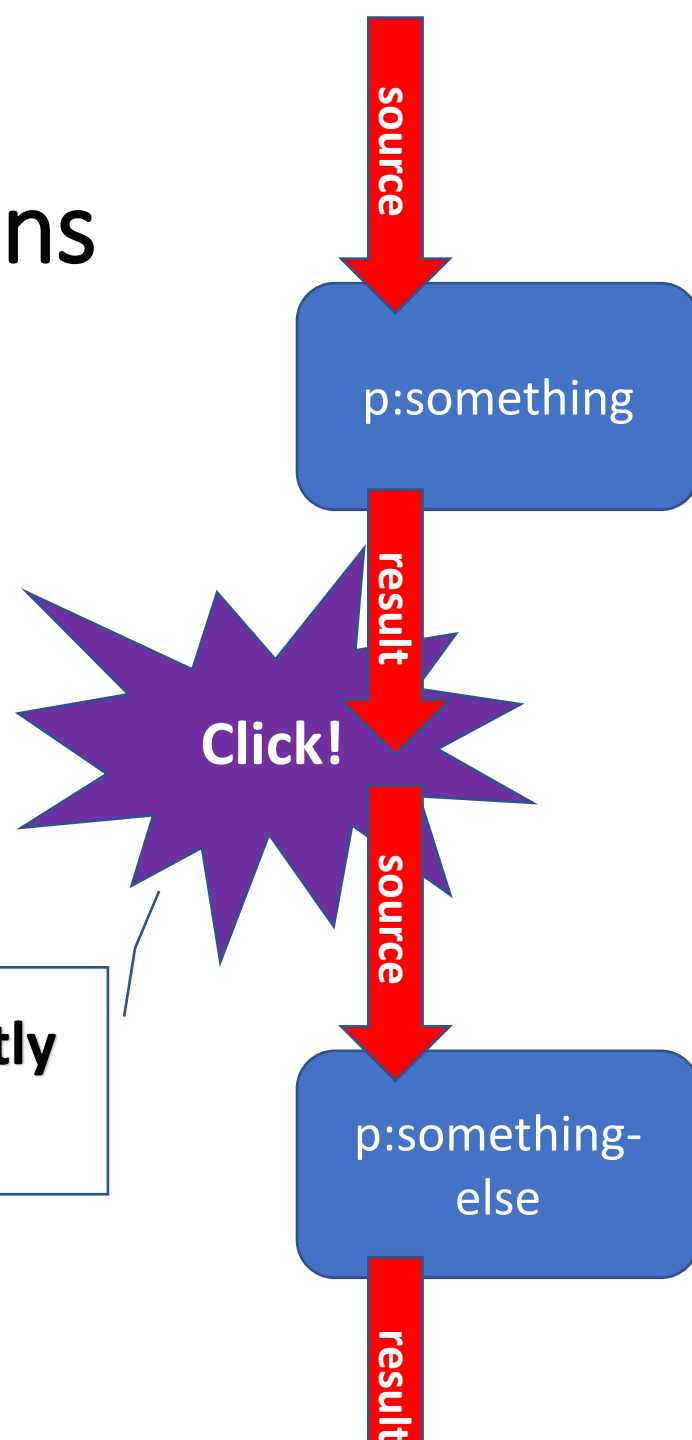 source
ns
p:something
result
Click!
source
tly
p:something-
else
result